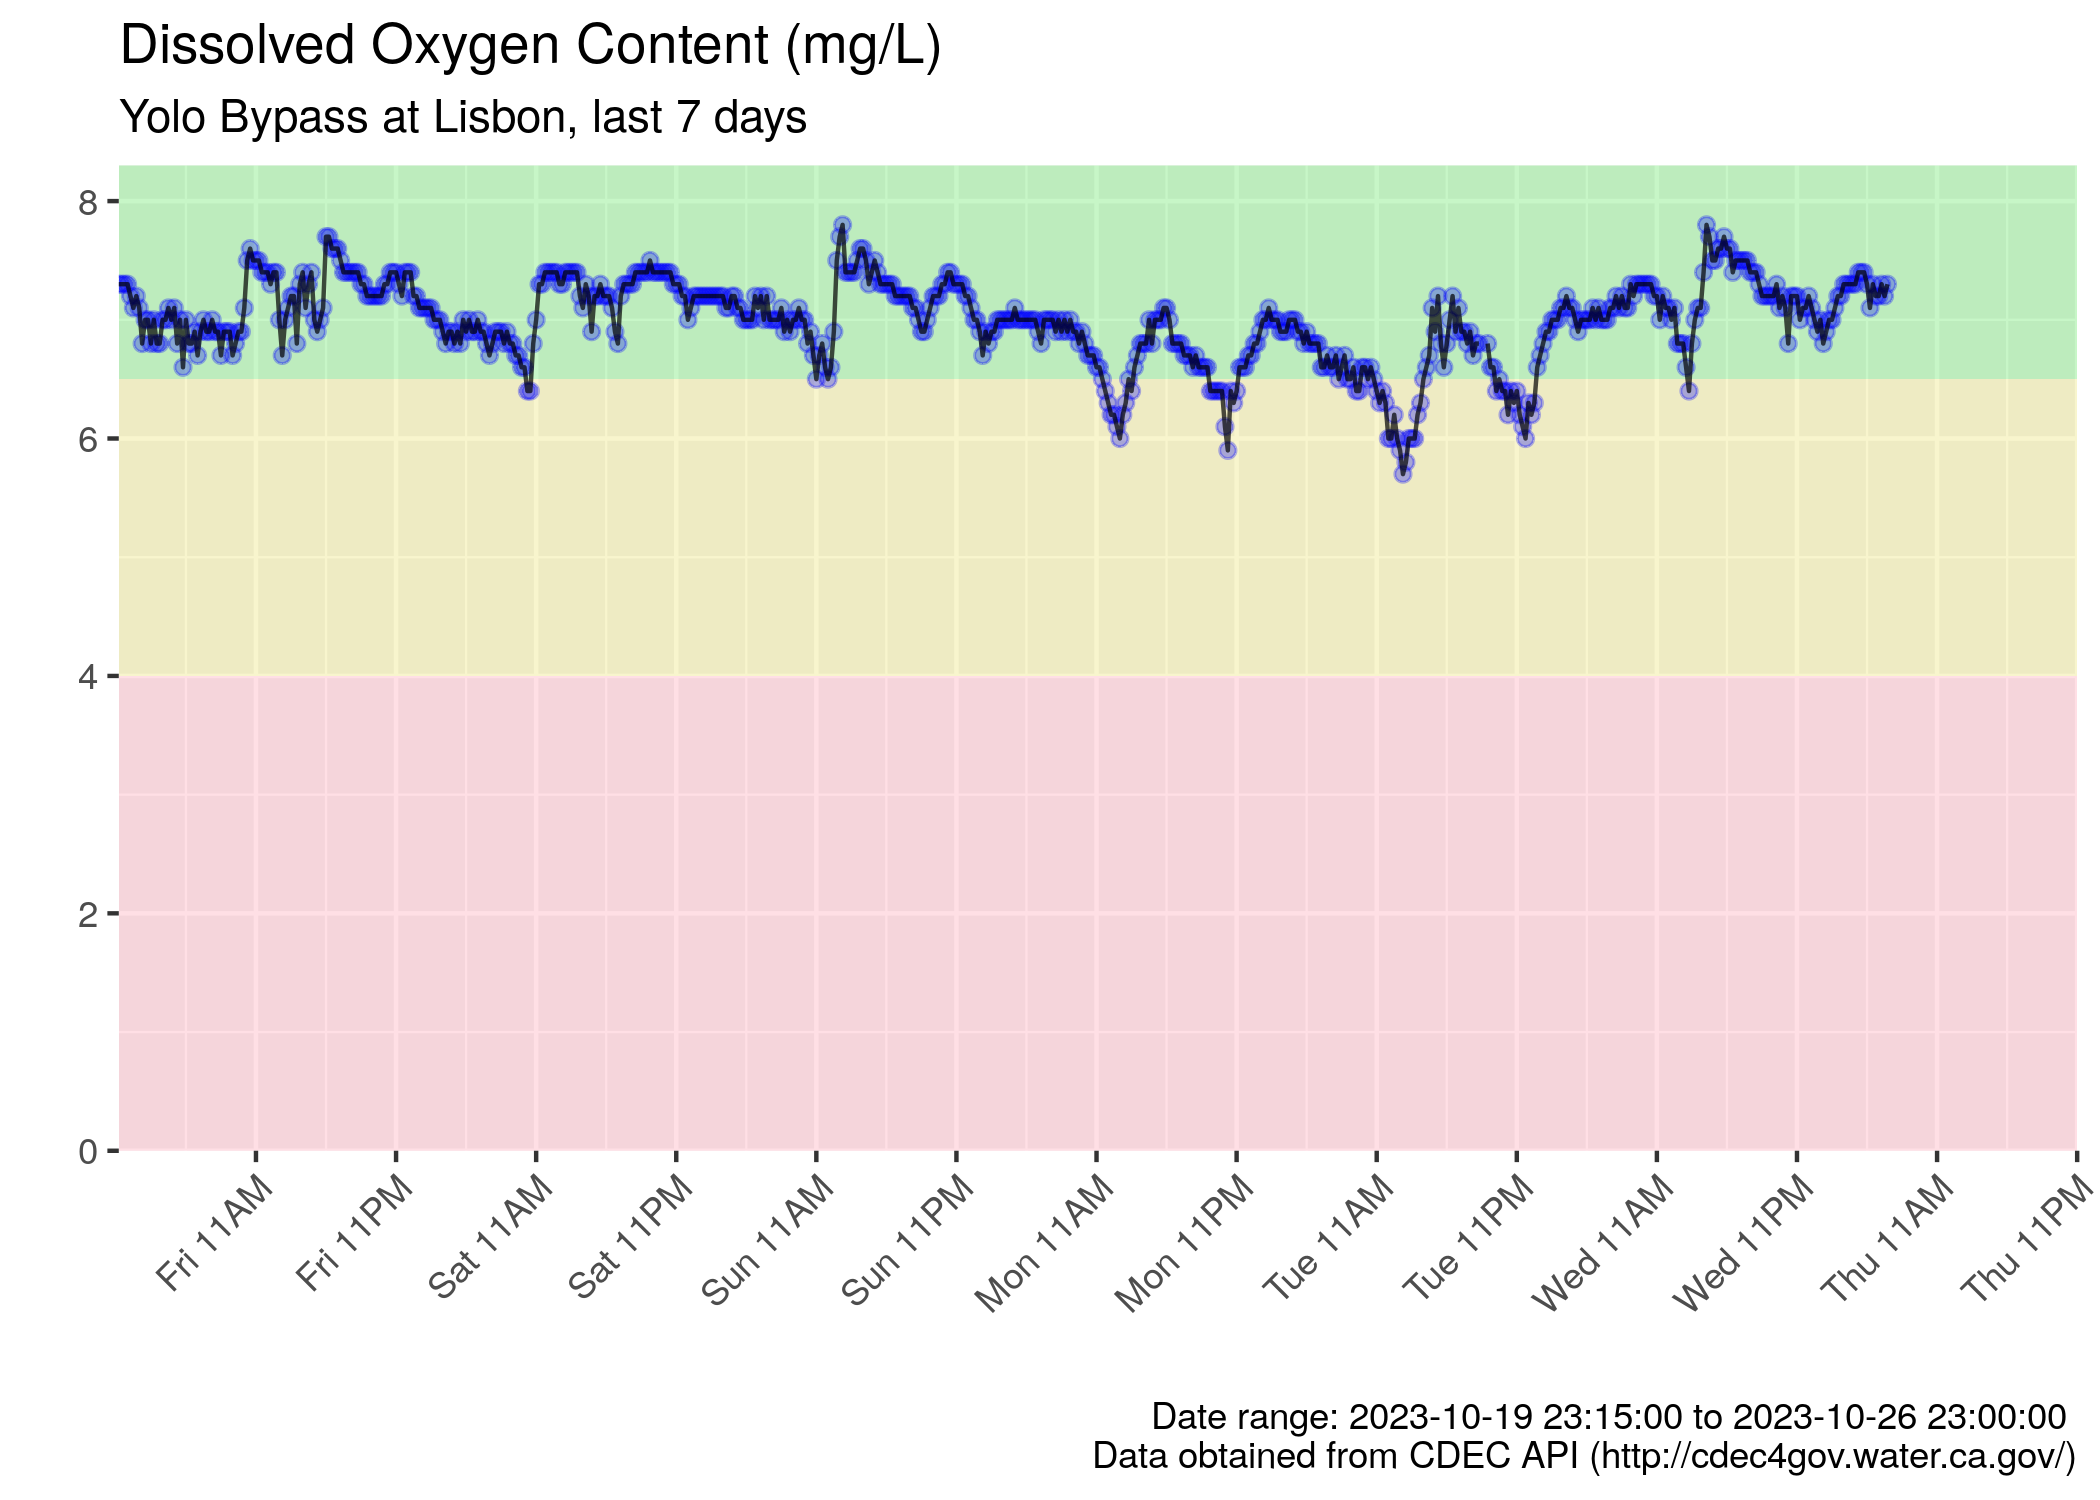 Dissolved Oxygen Content (mg/L)
Yolo Bypass at Lisbon, last 7 days
8
6
4
2
0
Fri 11AM
Fri 11PM
Sat 11AM
Sat 11PM
Sun 11AM
Sun 11PM
Mon 11AM
Mon 11PM
Tue 11AM
Tue 11PM
Wed 11AM
Wed 11PM
Thu 11AM
Thu 11PM
Date range: 2023-10-19 23:15:00 to 2023-10-26 23:00:00
Data obtained from CDEC API (http://cdec4gov.water.ca.gov/)